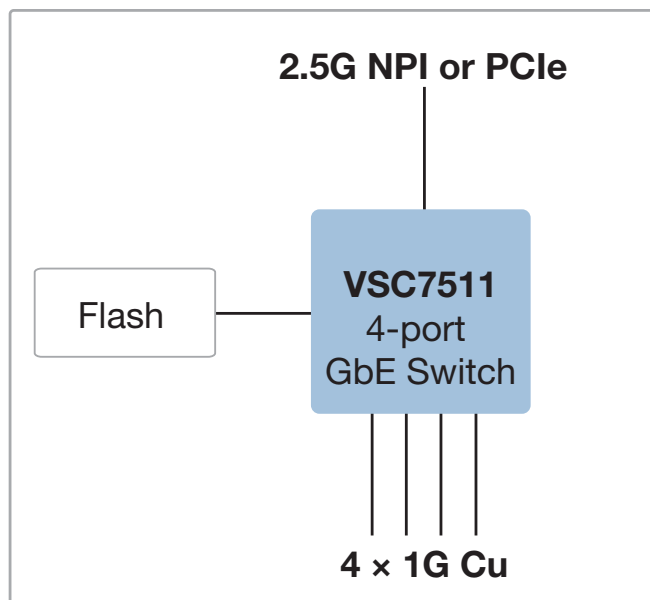 2.5G NPI or PCIe
VSC7511
4-port
GbE Switch
Flash
4 × 1G Cu